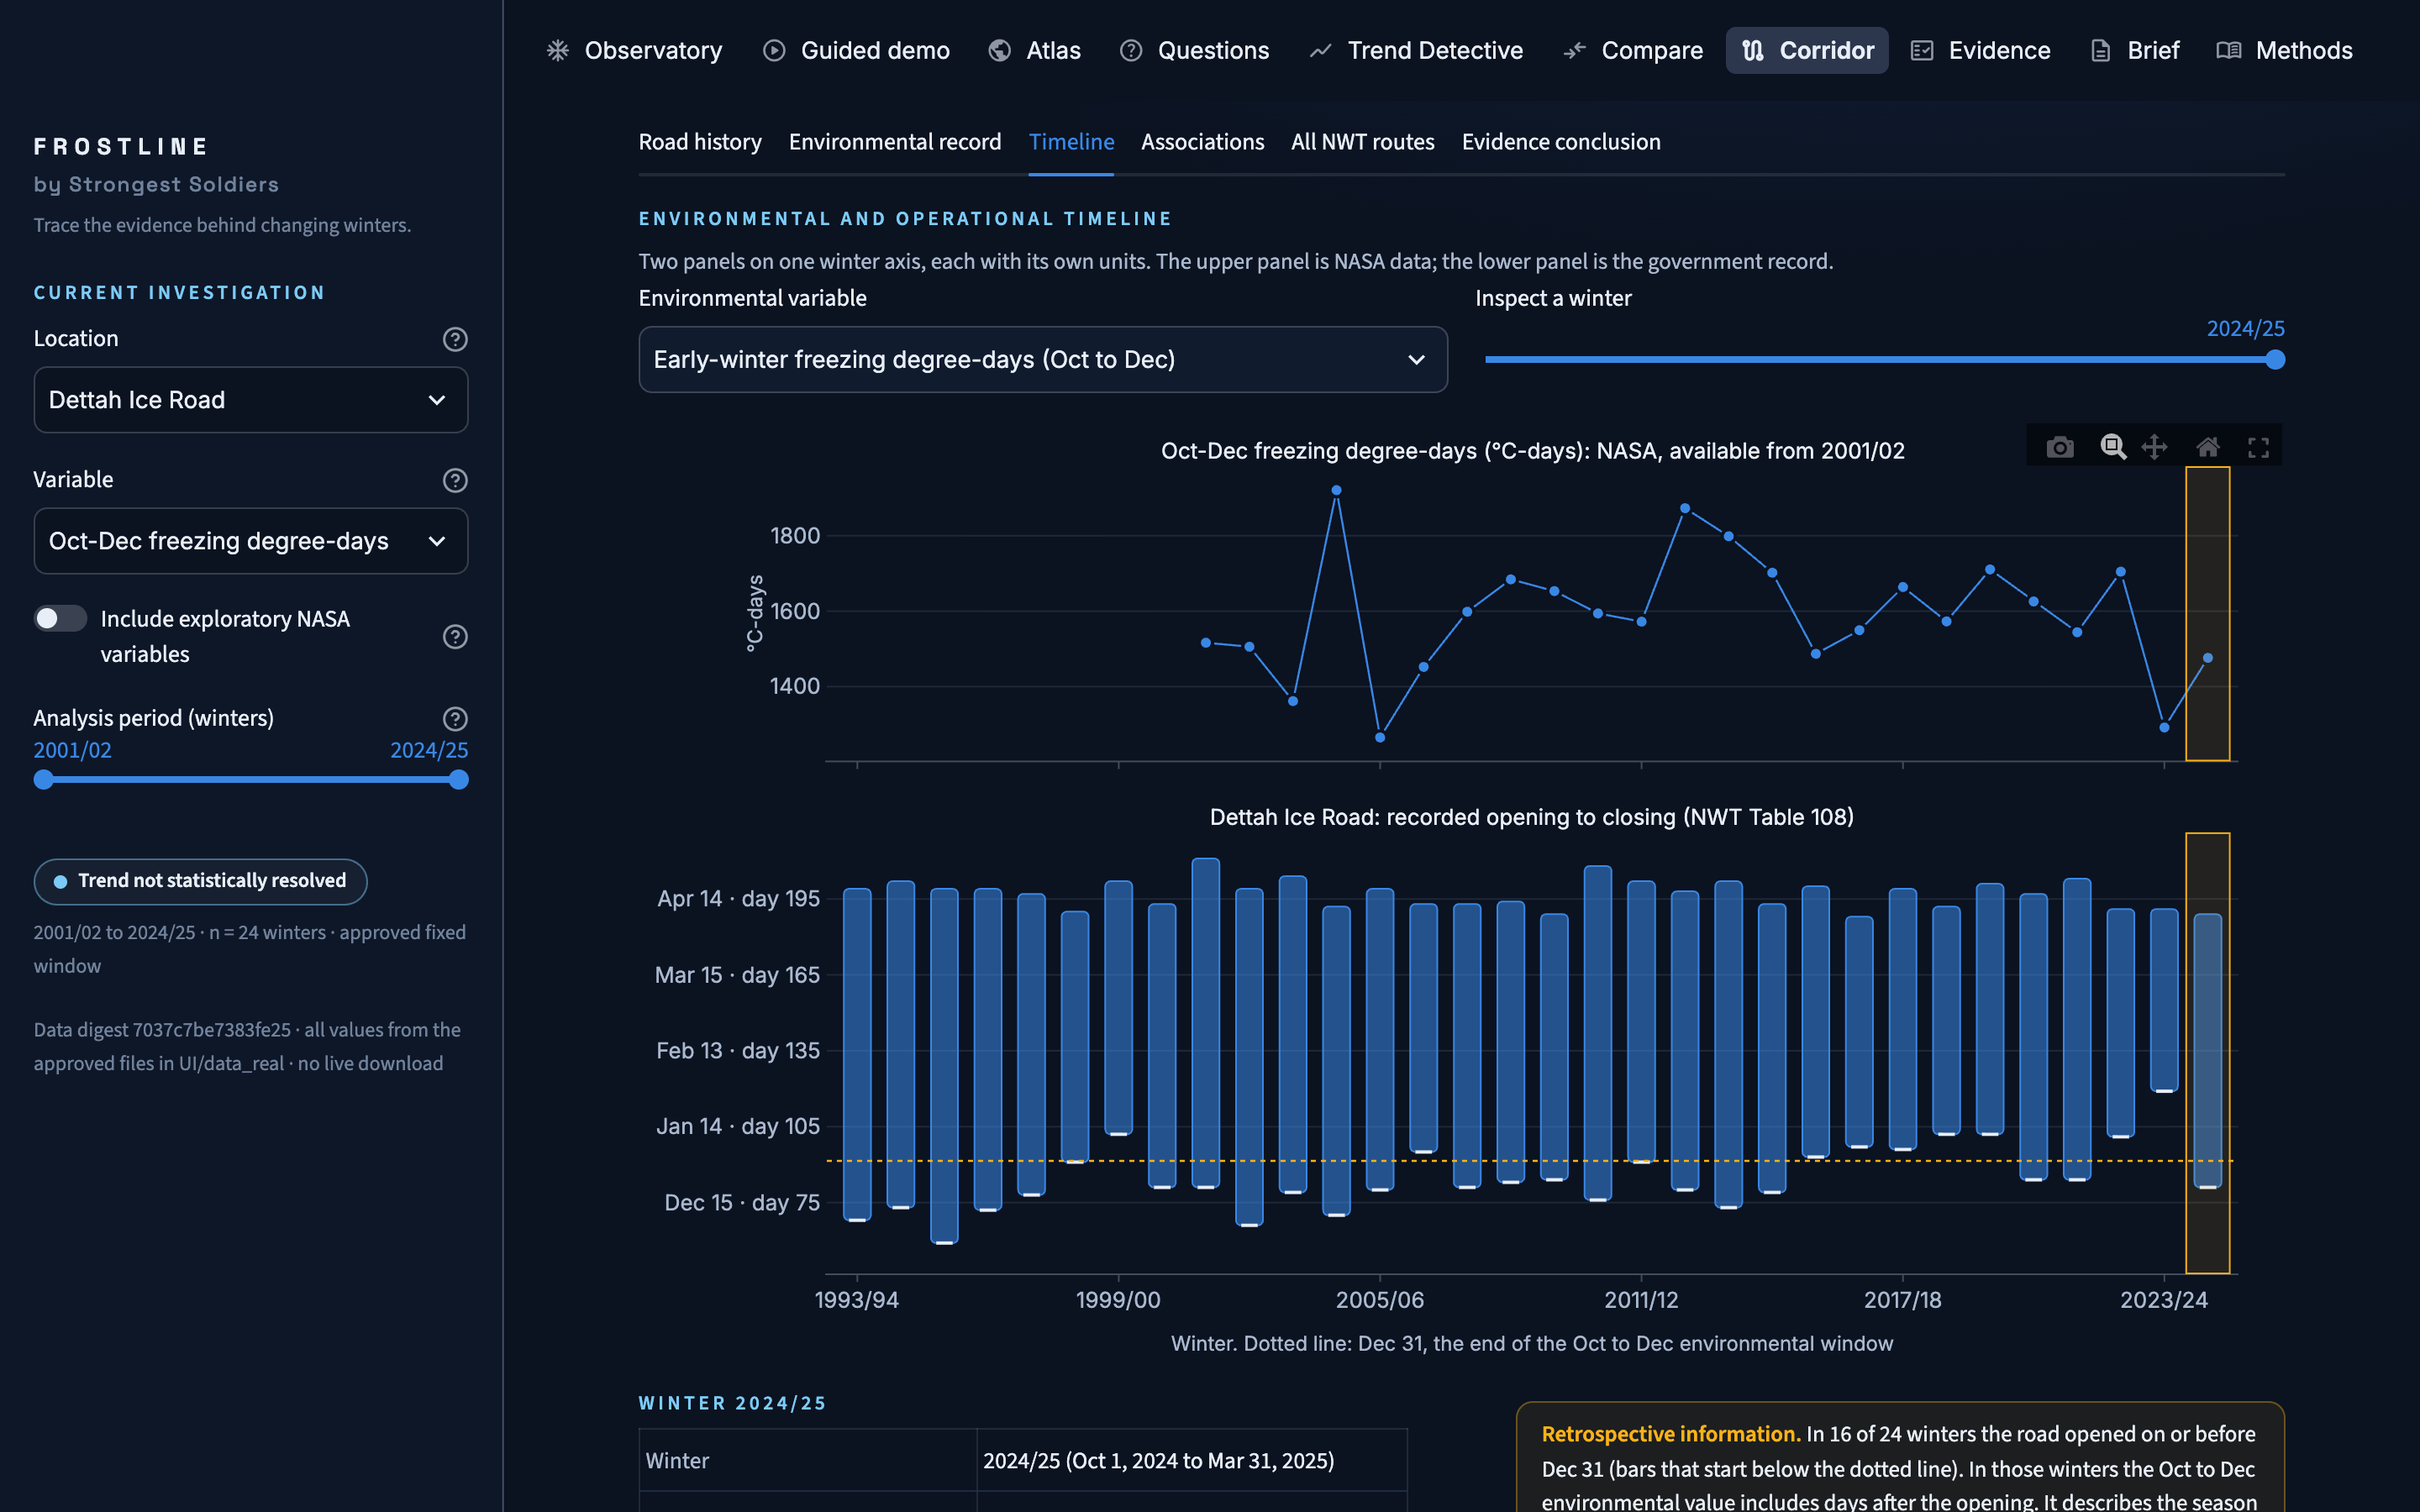 Observatory
Guided demo
Atlas
Questions
Trend Detective
Compare
Corridor
Evidence
Brief
Methods
FROSTLINE
by Strongest Soldiers
Trace the evidence behind changing winters.
CURRENT INVESTIGATION
Location
Dettah Ice Road
Variable
Oct-Dec freezing degree-days
Include exploratory NASA
variables
Analysis period (winters)
2001/02 2024/25
Trend not statistically resolved
2001/02 to 2024/25 · n = 24 winters · approved fixed
window
Data digest 7037c7be7383fe25 · all values from the
approved files in UI/data_real · no live download
Road history
Environmental record
Timeline
Associations
All NWT routes
Evidence conclusion
ENVIRONMENTAL AND OPERATIONAL TIMELINE
Two panels on one winter axis, each with its own units. The upper panel is NASA data; the lower panel is the government record.
Environmental variable
Early-winter freezing degree-days (Oct to Dec)
Inspect a winter
2024/25
Oct-Dec freezing degree-days (°C-days): NASA, available from 2001/02
°C-days
1800
1600
1400
Dettah Ice Road: recorded opening to closing (NWT Table 108)
Apr 14 · day 195
Mar 15 · day 165
Feb 13 · day 135
Jan 14 · day 105
Dec 15 · day 75
1993/94 1999/00 2005/06 2011/12 2017/18 2023/24
Winter. Dotted line: Dec 31, the end of the Oct to Dec environmental window
WINTER 2024/25
Winter 2024/25 (Oct 1, 2024 to Mar 31, 2025)
Retrospective information. In 16 of 24 winters the road opened on or before
Dec 31 (bars that start below the dotted line). In those winters the Oct to Dec
environmental value includes days after the opening. It describes the season